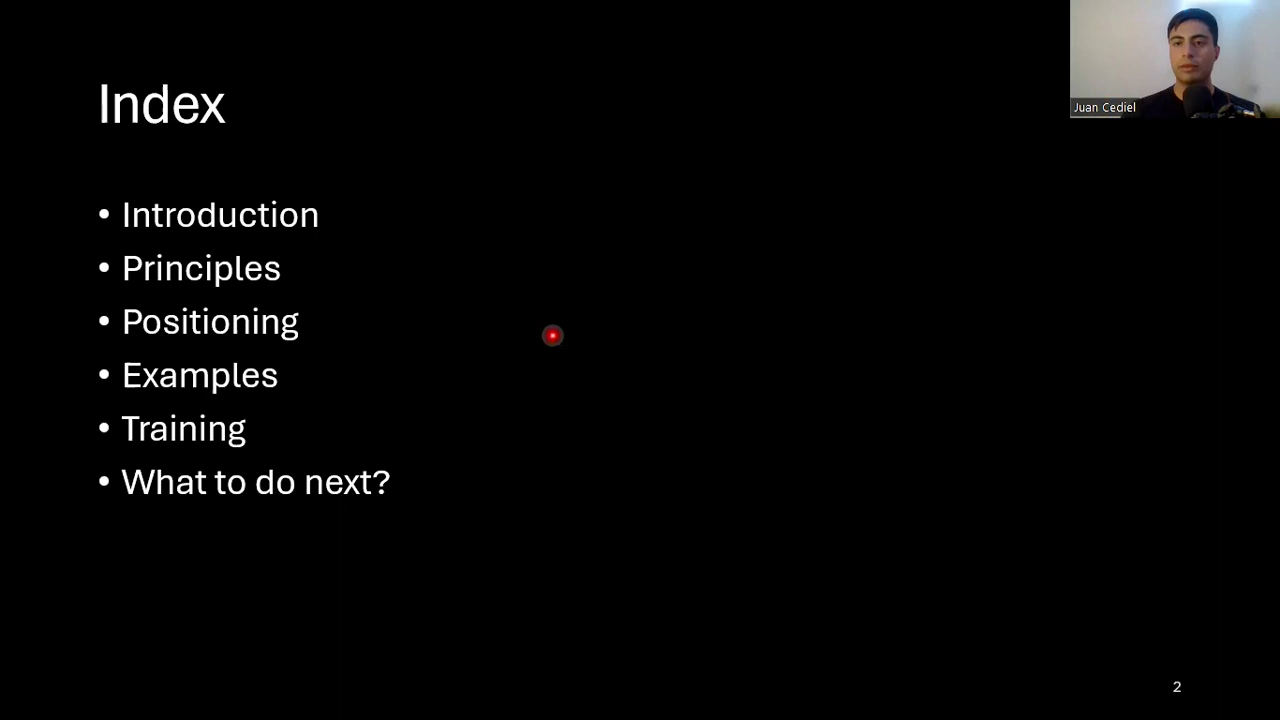 Index
Juan Cediel
• Introduction
• Principles
• Positioning
• Examples
• Training
• What to do next?
2